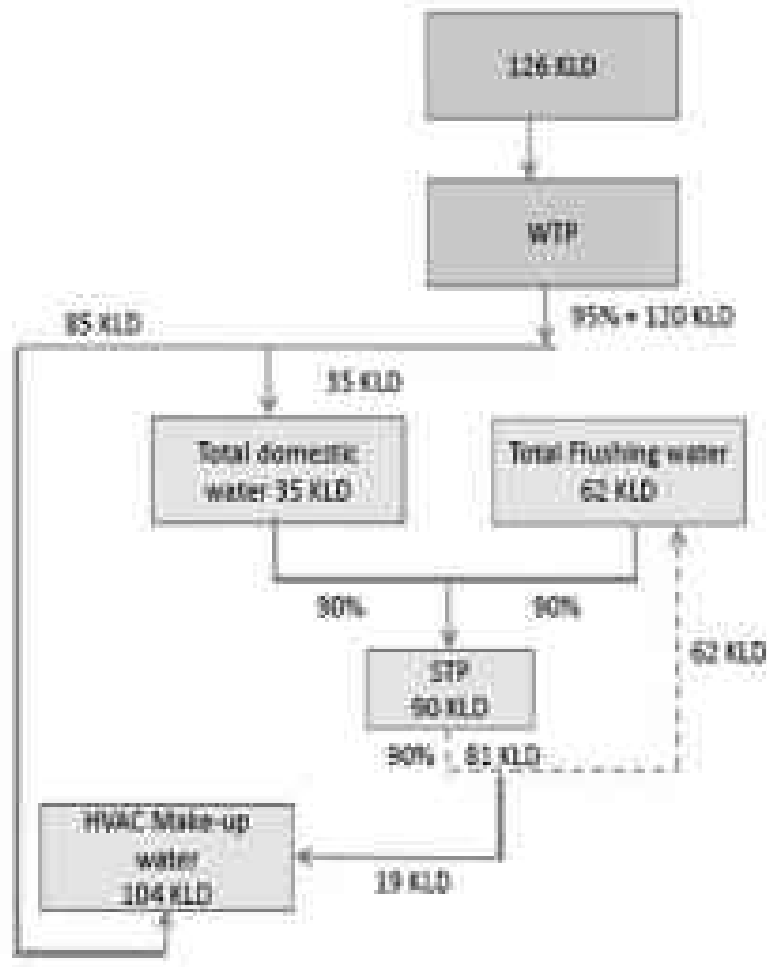 126 KLD
WTP
85 KLD
95% = 120 KLD
35 KLD
Total domestic
water 35 KLD
Total Flushing water
62 KLD
90%
90%
62 KLD
STP
90 KLD
90%
81 KLD
HVAC Make-up
water
104 KLD
19 KLD